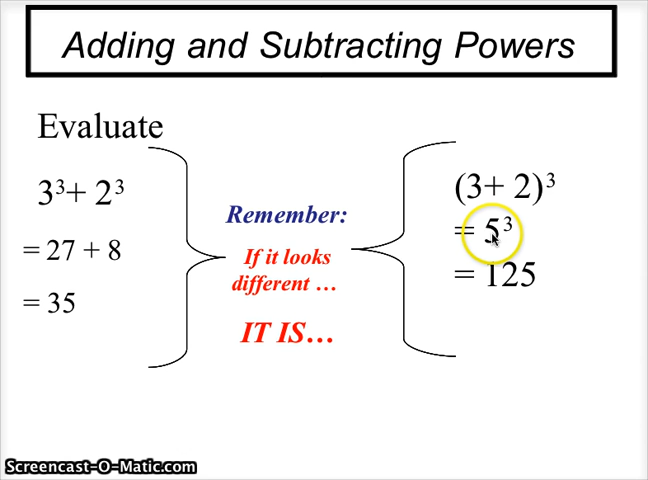 Adding and Subtracting Powers
Evaluate
3³+ 2³
= 27 + 8
= 35
Remember:
If it looks
different …
IT IS…
(3+ 2)³
= 5³
= 125
Screencast-O-Matic.com